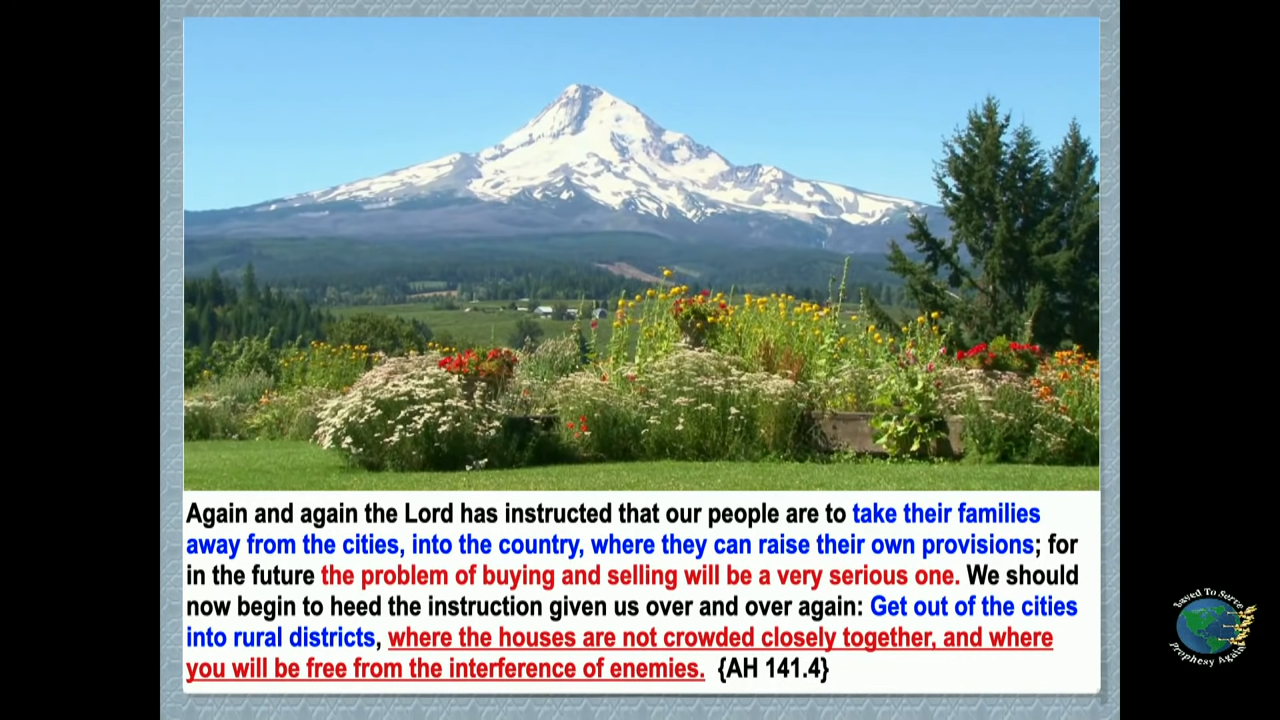 Again and again the Lord has instructed that our people are to take their families
away from the cities, into the country, where they can raise their own provisions; for
in the future the problem of buying and selling will be a very serious one. We should
now begin to heed the instruction given us over and over again: Get out of the cities
into rural districts, where the houses are not crowded closely together, and where
you will be free from the interference of enemies. {AH 141.4}
To Serve
Prophesy Again